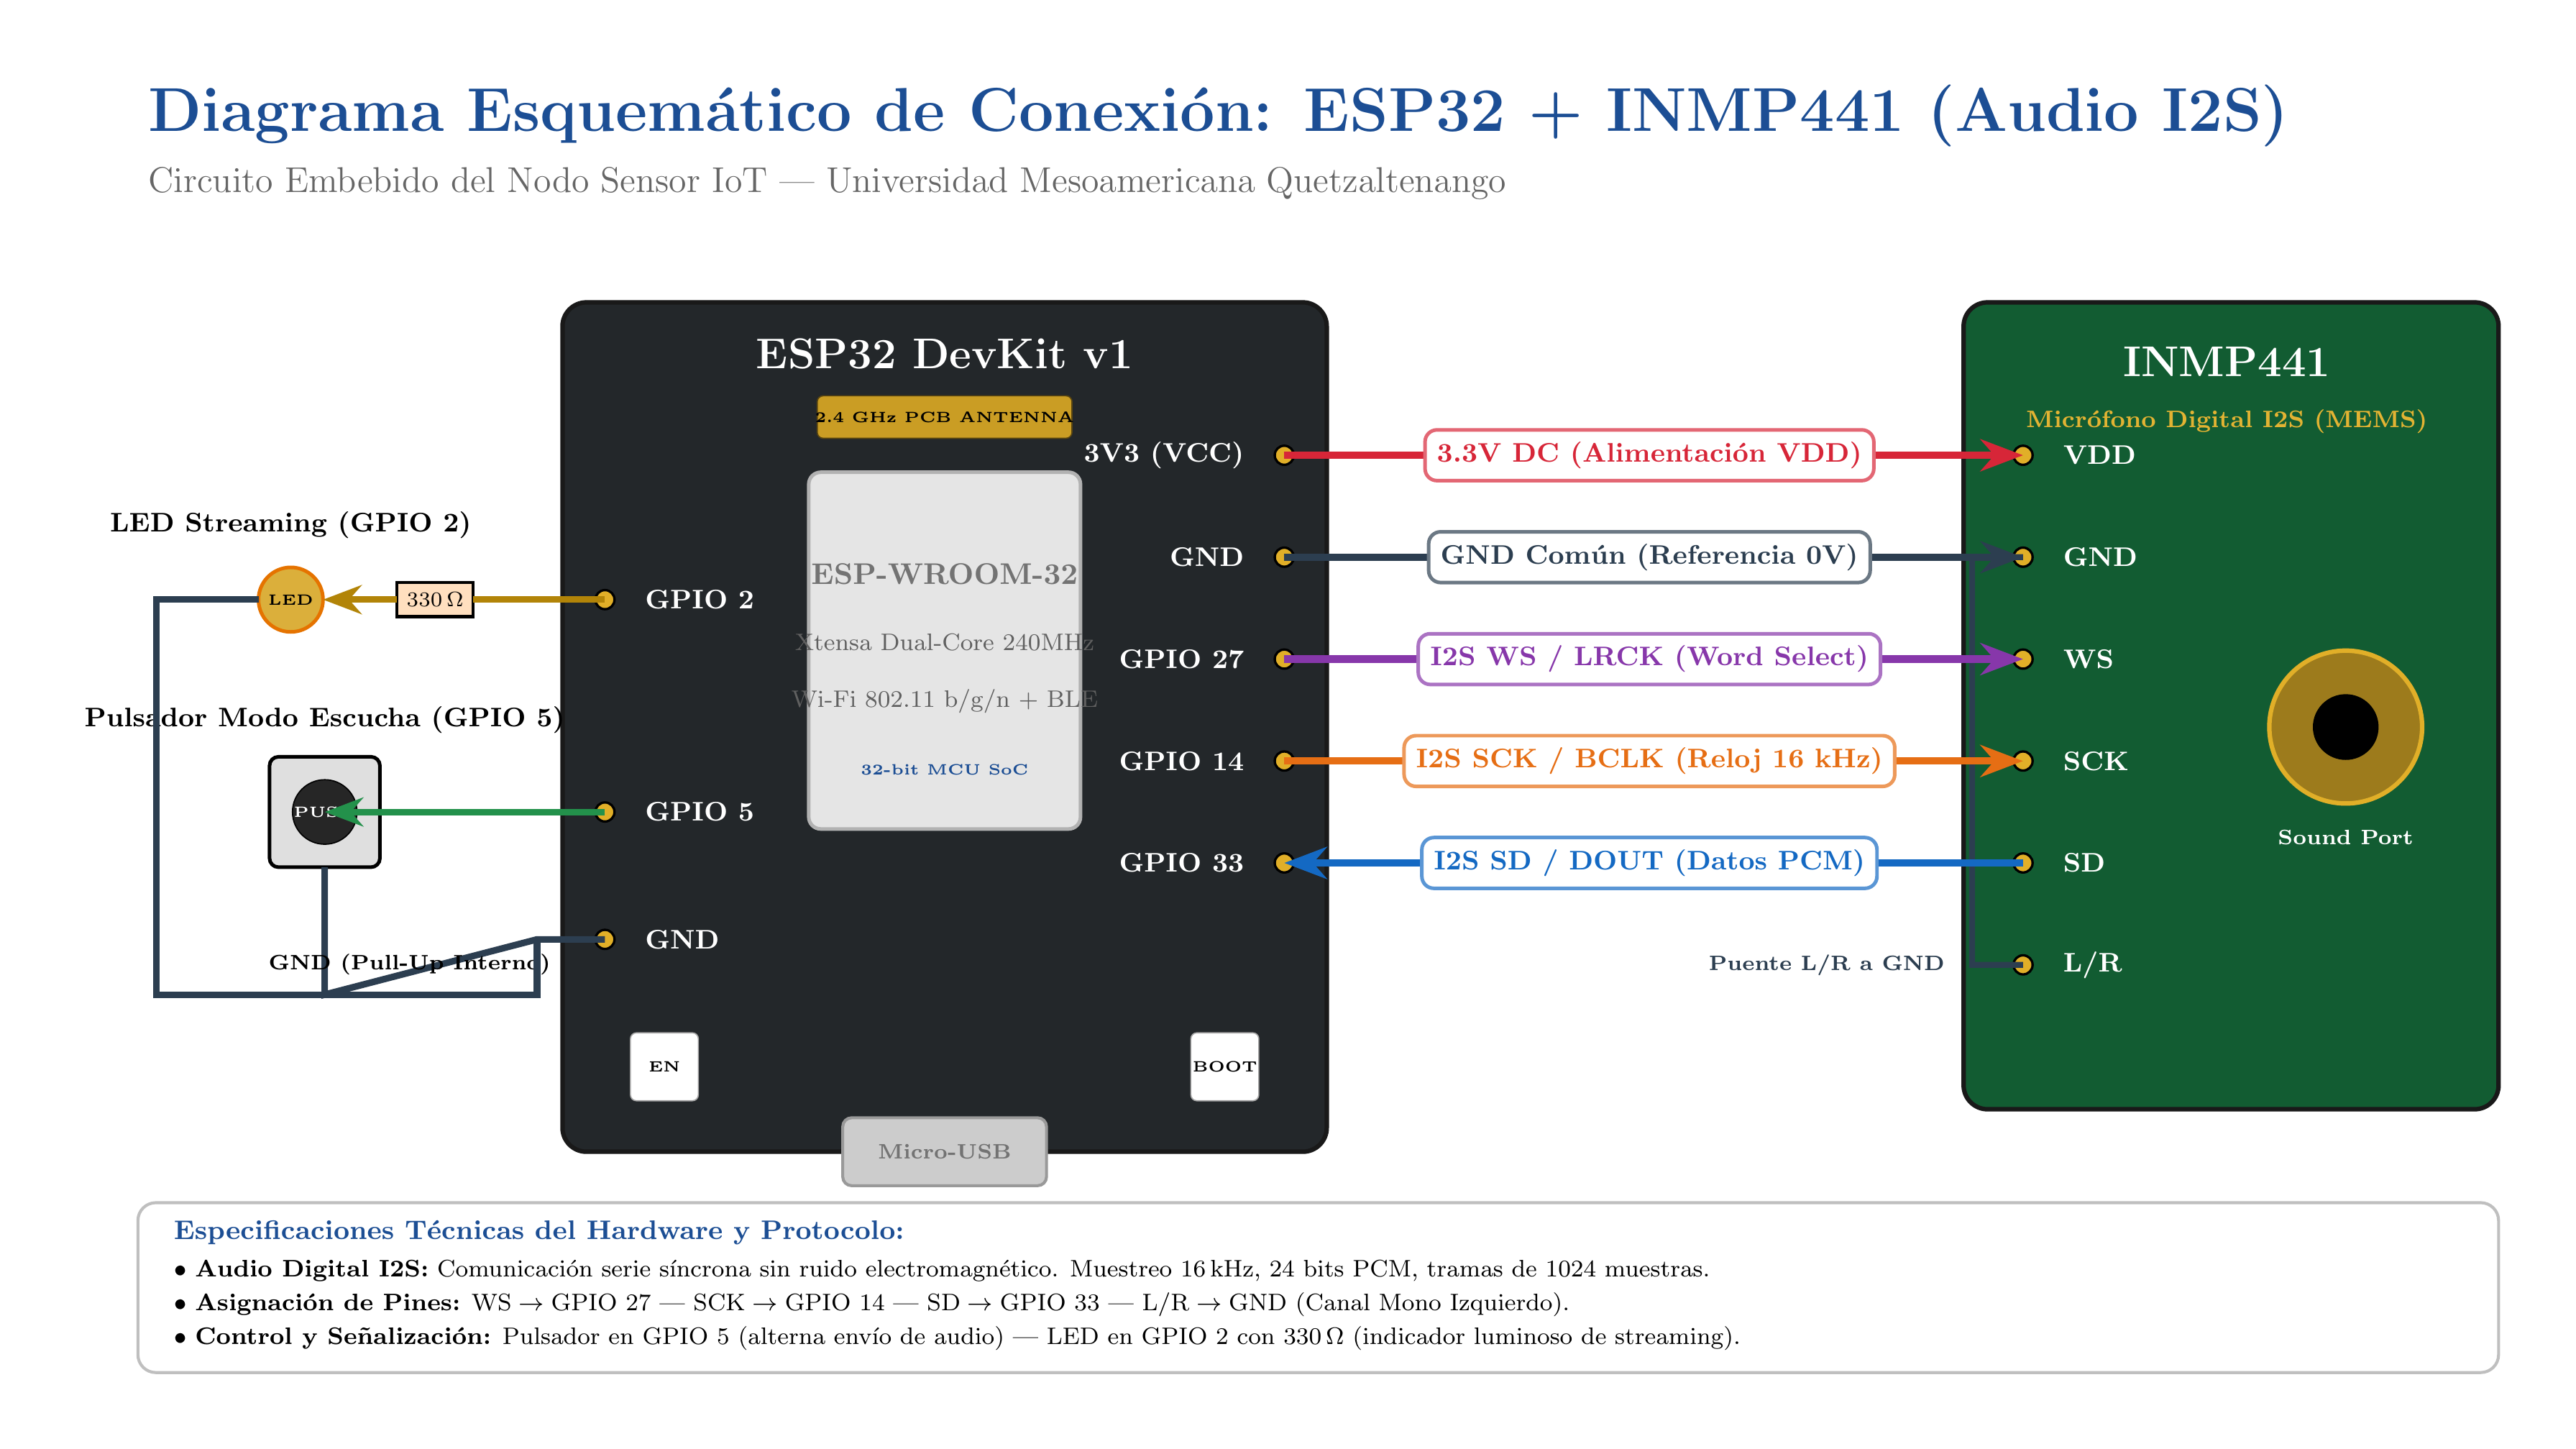 Diagrama Esquemático de Conexión: ESP32 + INMP441 (Audio I2S)
Circuito Embebido del Nodo Sensor IoT — Universidad Mesoamericana Quetzaltenango
LED Streaming (GPIO 2)
LED
330 Ω
Pulsador Modo Escucha (GPIO 5)
PUS
GND (Pull-Up Interno)
ESP32 DevKit v1
2.4 GHz PCB ANTENNA
ESP-WROOM-32
Xtensa Dual-Core 240MHz
Wi-Fi 802.11 b/g/n + BLE
32-bit MCU SoC
GPIO 2
GPIO 5
GND
3V3 (VCC)
GND
GPIO 27
GPIO 14
GPIO 33
EN
BOOT
Micro-USB
3.3V DC (Alimentación VDD)
GND Común (Referencia 0V)
I2S WS / LRCK (Word Select)
I2S SCK / BCLK (Reloj 16 kHz)
I2S SD / DOUT (Datos PCM)
Puente L/R a GND
INMP441
Micrófono Digital I2S (MEMS)
VDD
GND
WS
SCK
SD
L/R
Sound Port
Especificaciones Técnicas del Hardware y Protocolo:
• Audio Digital I2S: Comunicación serie síncrona sin ruido electromagnético. Muestreo 16 kHz, 24 bits PCM, tramas de 1024 muestras.
• Asignación de Pines: WS → GPIO 27 — SCK → GPIO 14 — SD → GPIO 33 — L/R → GND (Canal Mono Izquierdo).
• Control y Señalización: Pulsador en GPIO 5 (alterna envío de audio) — LED en GPIO 2 con 330 Ω (indicador luminoso de streaming).